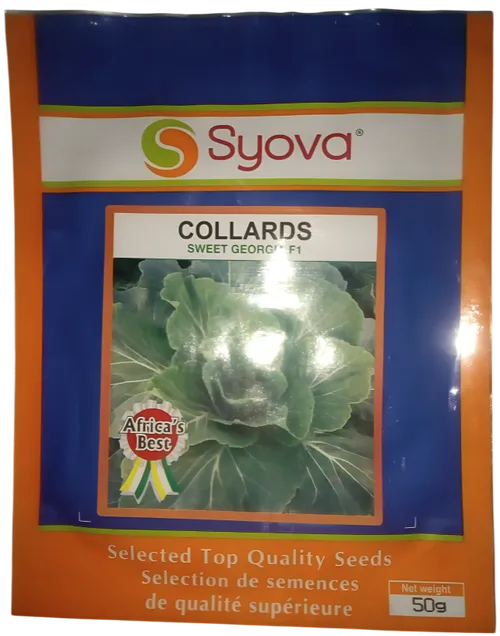 Syova®
COLLARDS
SWEET GEORGIA F1
Africa's
Best
Selected Top Quality Seeds
Selection de semences
de qualité supérieure
Net weight
50g